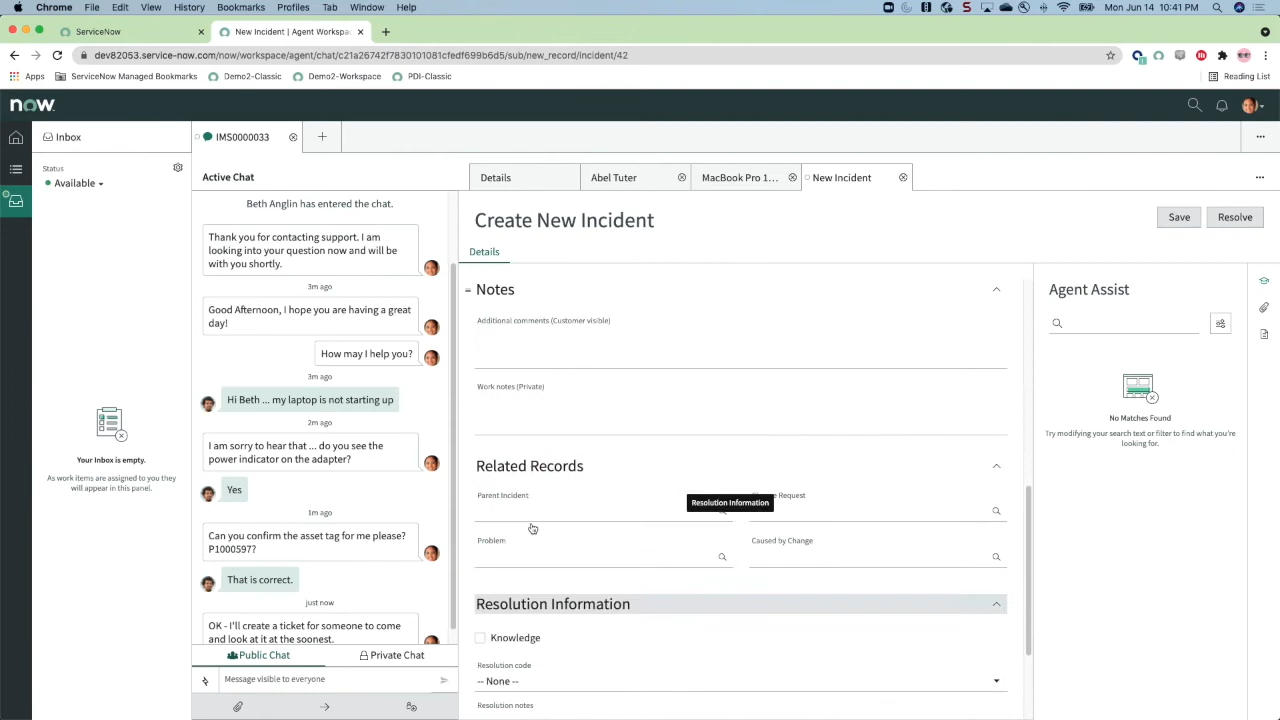 Chrome File Edit View History Bookmarks Profiles Tab Window Help
Mon Jun 14 10:41 PM
ServiceNow
New Incident | Agent Workspa
dev82053.service-now.com/now/workspace/agent/chat/c21a26742f7830101081cfedf699b6d5/sub/new_record/incident/42
Apps ServiceNow Managed Bookmarks Demo2-Classic Demo2-Workspace PDI-Classic Reading List
now.
Inbox
IMS0000033
Status
Available
Active Chat
Details
Abel Tuter
MacBook Pro 1...
New Incident
Beth Anglin has entered the chat.
Thank you for contacting support. I am
looking into your question now and will be
with you shortly.
3m ago
Good Afternoon, I hope you are having a great
day!
How may I help you?
3m ago
Hi Beth ... my laptop is not starting up
2m ago
I am sorry to hear that ... do you see the
power indicator on the adapter?
Yes
1m ago
Can you confirm the asset tag for me please?
P1000597?
That is correct.
just now
OK - I'll create a ticket for someone to come
and look at it at the soonest.
Public Chat
Private Chat
Message visible to everyone
Your Inbox is empty.
As work items are assigned to you they
will appear in this panel.
Create New Incident
Save
Resolve
Details
Notes
Additional comments (Customer visible)
Work notes (Private)
Related Records
Parent Incident
Request
Resolution Information
Problem
Caused by Change
Resolution Information
Knowledge
Resolution code
-- None --
Resolution notes
Agent Assist
No Matches Found
Try modifying your search text or filter to find what you're
looking for.